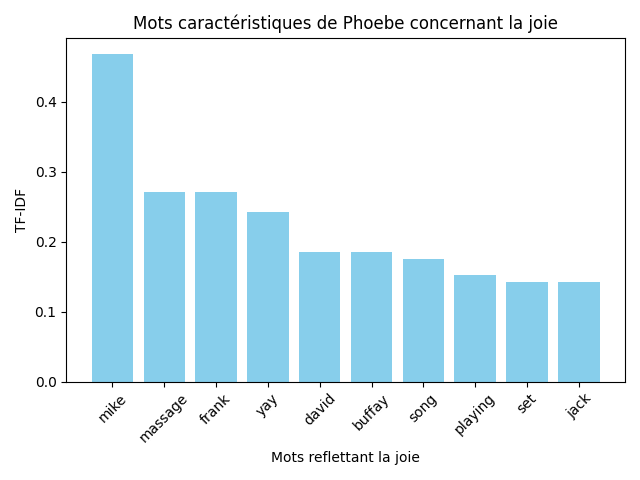 Mots caractéristiques de Phoebe concernant la joie
TF-IDF
0.4
0.3
0.2
0.1
0.0
mike
massage
frank
yay
david
buffay
song
playing
set
jack
Mots reflettant la joie